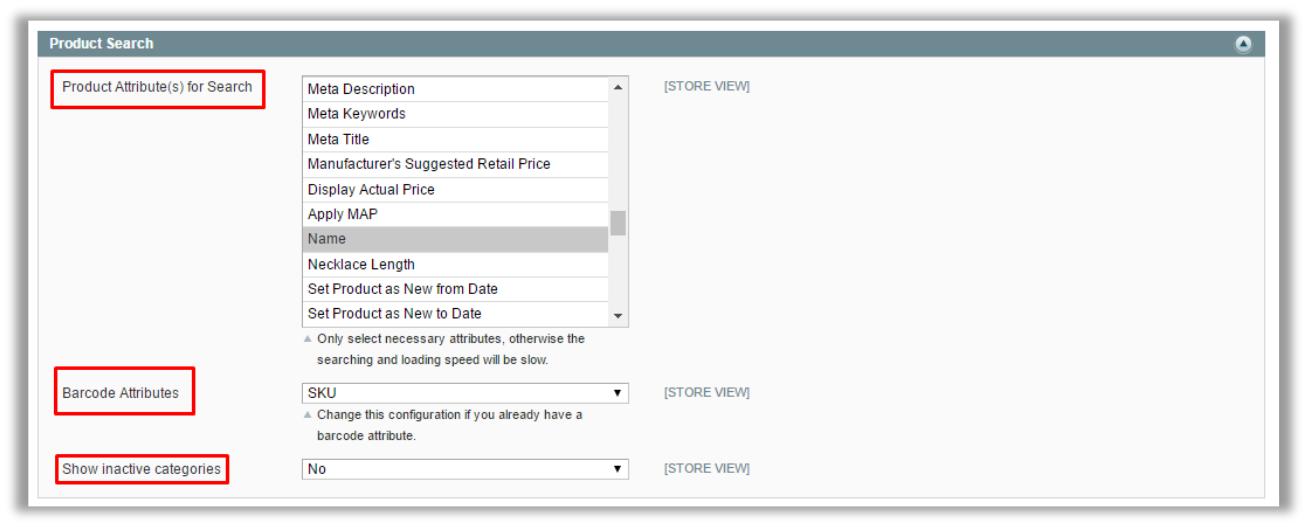 Product Search
Product Attribute(s) for Search
Meta Description
[STORE VIEW]
Meta Keywords
Meta Title
Manufacturer's Suggested Retail Price
Display Actual Price
Apply MAP
Name
Necklace Length
Set Product as New from Date
Set Product as New to Date
Only select necessary attributes, otherwise the
searching and loading speed will be slow.
Barcode Attributes
SKU
[STORE VIEW]
Change this configuration if you already have a
barcode attribute.
Show inactive categories
No
[STORE VIEW]